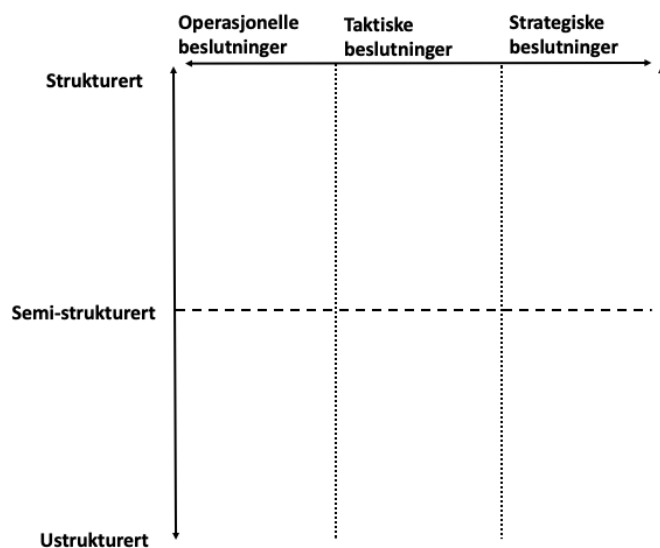 Operasjonelle
beslutninger
Taktiske
beslutninger
Strategiske
beslutninger
Strukturert
Semi-strukturert
Ustrukturert